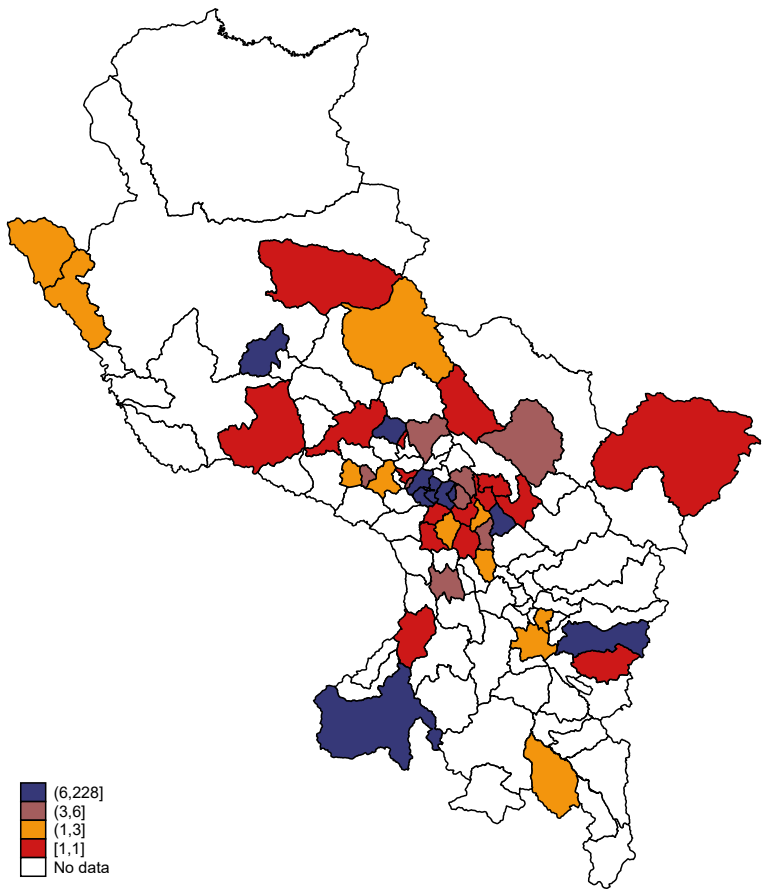 (6,228]
(3,6]
(1,3]
[1,1]
No data